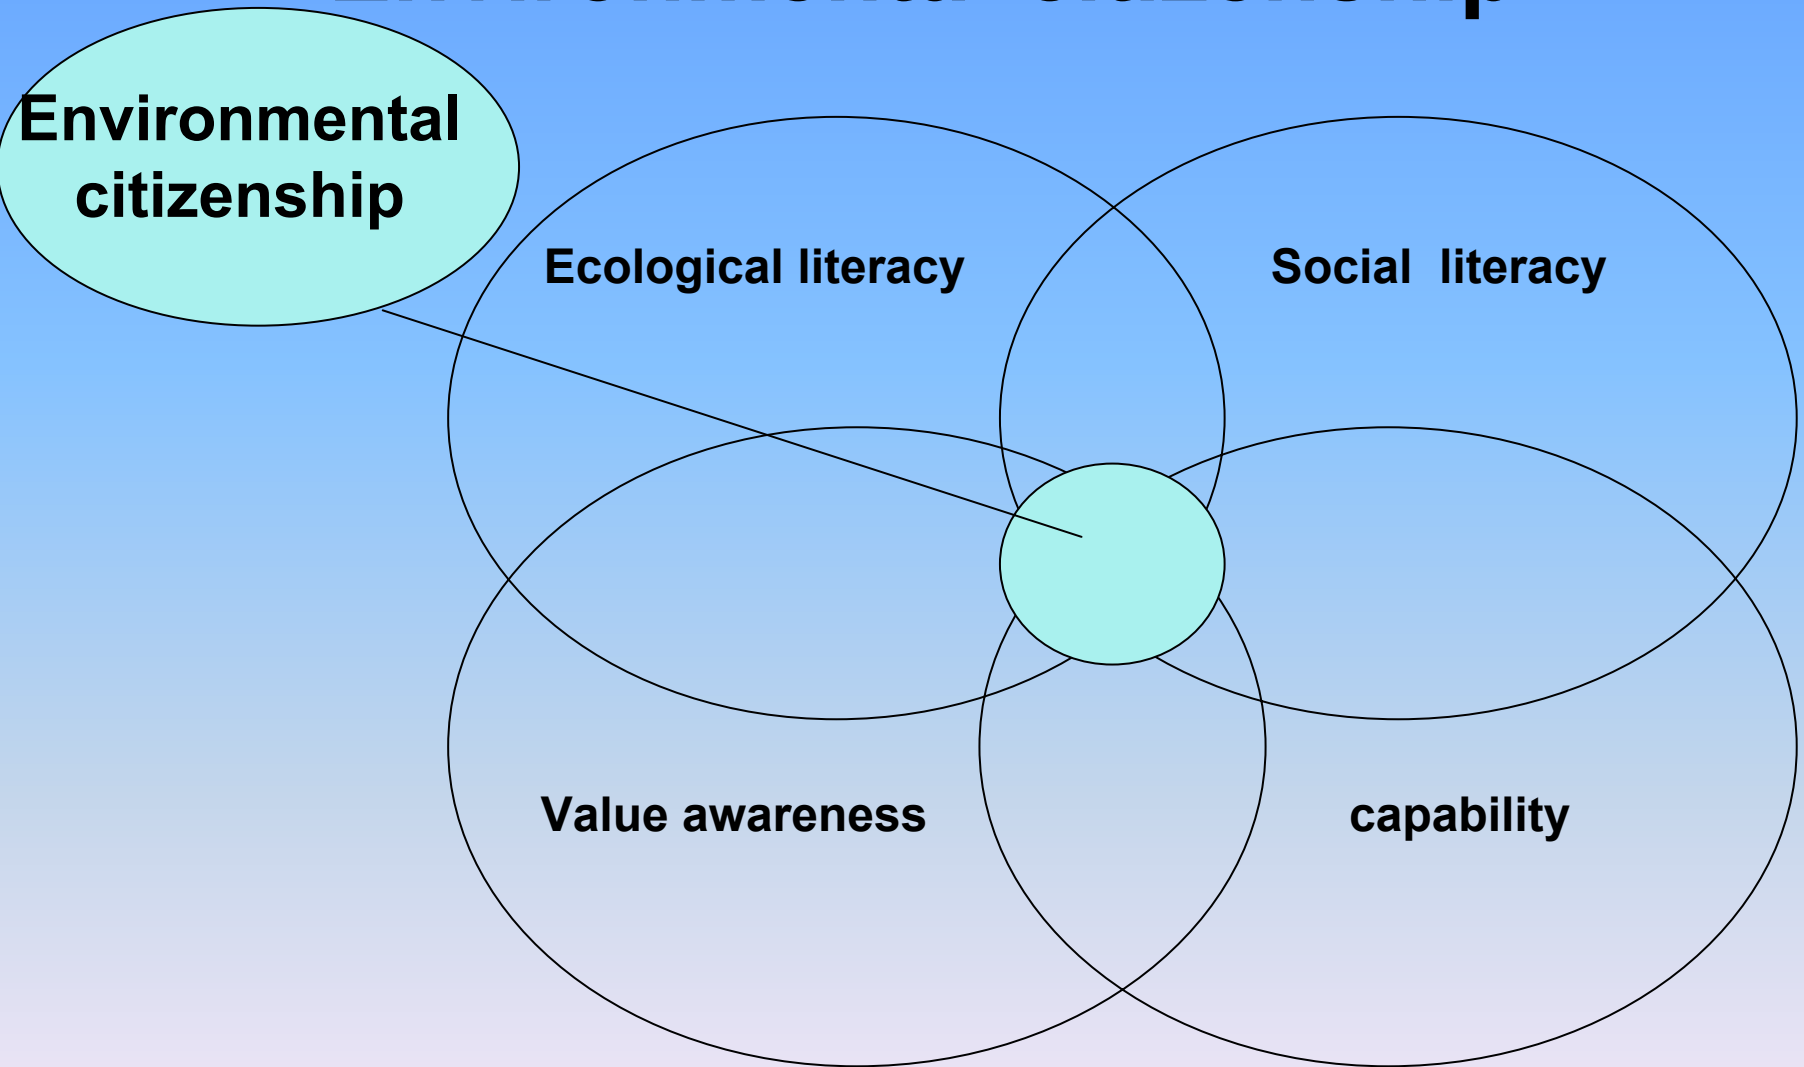 Environmental
citizenship
Ecological literacy
Social literacy
Value awareness
capability